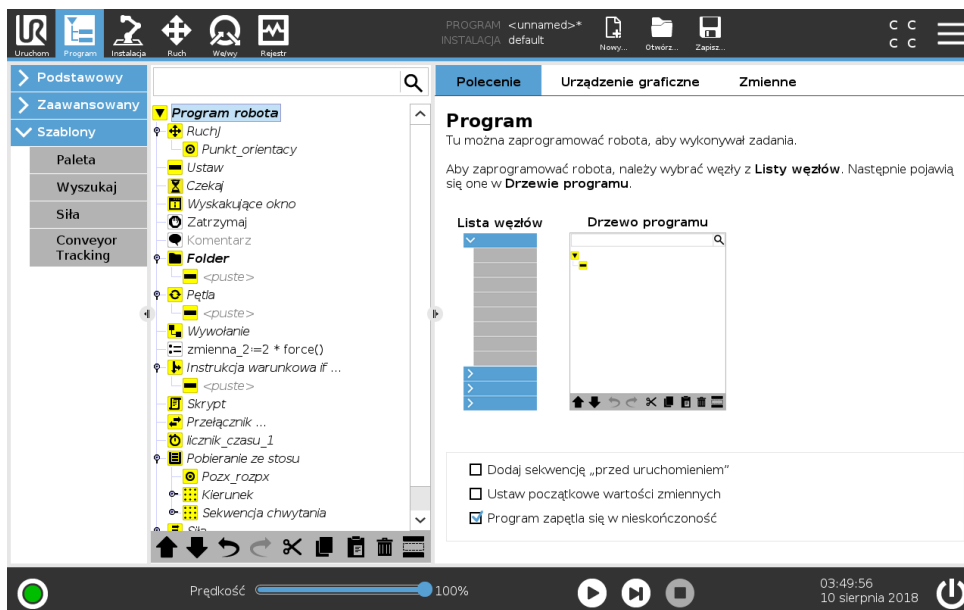 UR
Uruchom
Program
Instalacja
Ruch
We/wy
Rejestr
PROGRAM <unnamed>*
INSTALACJA default
Nowy...
Otwórz...
Zapisz...
C C
C C
Podstawowy
Zaawansowany
Szablony
Paleta
Wyszukaj
Siła
Conveyor
Tracking
Program robota
RuchJ
Punkt_orientacy
Ustaw
Czekaj
Wyskakujące okno
Zatrzymaj
Komentarz
Folder
<puste>
Pętla
<puste>
Wywołanie
zmienna_2:=2 * force()
Instrukcja warunkowa if ...
<puste>
Skrypt
Przełącznik ...
licznik_czasu_1
Pobieranie ze stosu
Pozx_rozpx
Kierunek
Sekwencja chwytania
Siła
Polecenie
Urządzenie graficzne
Zmienne
Program
Tu można zaprogramować robota, aby wykonywał zadania.
Aby zaprogramować robota, należy wybrać węzły z Listy węzłów. Następnie pojawią
się one w Drzewie programu.
Lista węzłów
Drzewo programu
Dodaj sekwencję „przed uruchomieniem”
Ustaw początkowe wartości zmiennych
Program zapętla się w nieskończoność
Prędkość
100%
03:49:56
10 sierpnia 2018